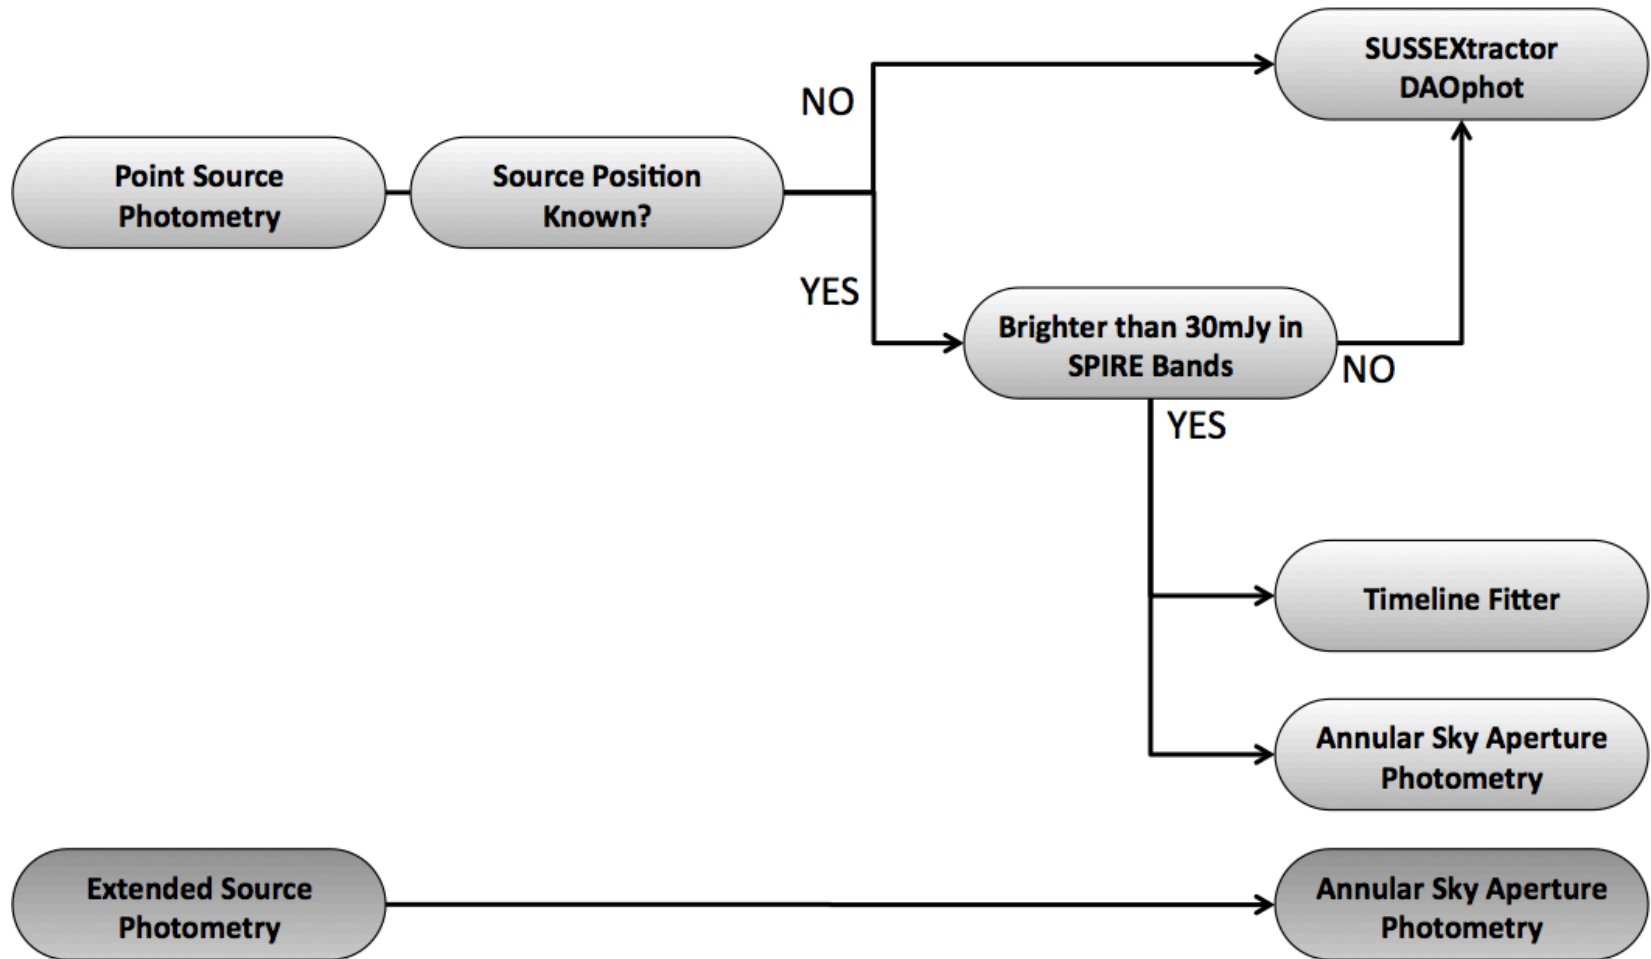 SUSSEXtractor
DAOphot
NO
Point Source
Photometry
Source Position
Known?
YES
Brighter than 30mJy in
SPIRE Bands
NO
YES
Timeline Fitter
Annular Sky Aperture
Photometry
Extended Source
Photometry
Annular Sky Aperture
Photometry